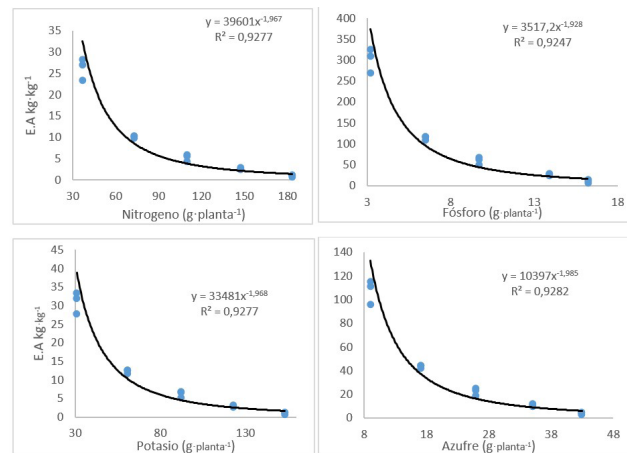 y = 39601x⁻¹,⁹⁶⁷
R² = 0,9277
E.A kg·kg⁻¹
35
30
25
20
15
10
5
0
30 60 90 120 150 180
Nitrogeno (g·planta⁻¹)
y = 3517,2x⁻¹,⁹²⁸
R² = 0,9247
400
350
300
250
200
150
100
50
0
3 8 13 18
Fósforo (g·planta⁻¹)
y = 33481x⁻¹,⁹⁶⁸
R² = 0,9277
E.A kg·kg⁻¹
45
40
35
30
25
20
15
10
5
0
30 80 130
Potasio (g·planta⁻¹)
y = 10397x⁻¹,⁹⁸⁵
R² = 0,9282
140
120
100
80
60
40
20
0
8 18 28 38 48
Azufre (g·planta⁻¹)